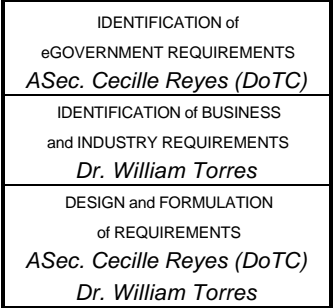 IDENTIFICATION of
eGOVERNMENT REQUIREMENTS
ASec. Cecille Reyes (DoTC)
IDENTIFICATION of BUSINESS
and INDUSTRY REQUIREMENTS
Dr. William Torres
DESIGN and FORMULATION
of REQUIREMENTS
ASec. Cecille Reyes (DoTC)
Dr. William Torres